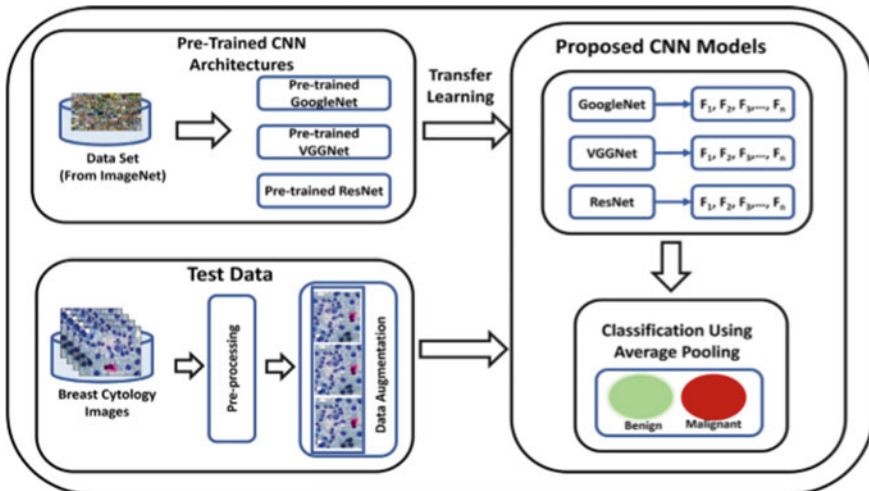 Pre-Trained CNN
Architectures
Data Set
(From ImageNet)
Pre-trained
GoogleNet
Pre-trained
VGGNet
Pre-trained ResNet
Transfer
Learning
Test Data
Breast Cytology
Images
Pre-processing
Data Augmentation
Proposed CNN Models
GoogleNet
F₁, F₂, F₃,..., Fₙ
VGGNet
F₁, F₂, F₃,..., Fₙ
ResNet
F₁, F₂, F₃,..., Fₙ
Classification Using
Average Pooling
Benign
Malignant